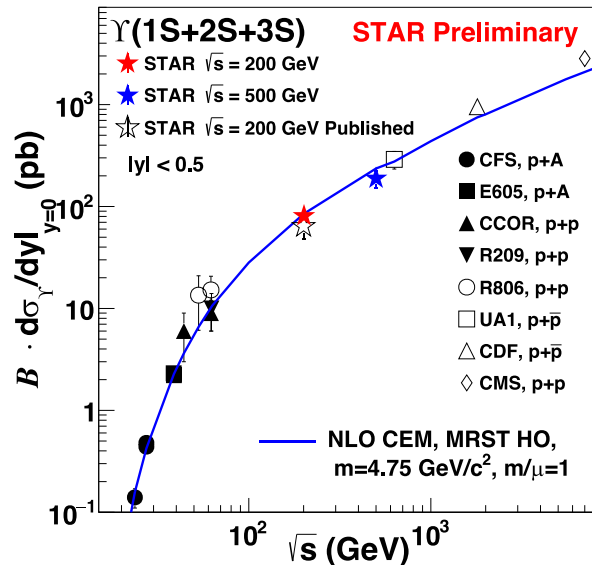 ϒ(1S+2S+3S)
STAR Preliminary
STAR √s = 200 GeV
STAR √s = 500 GeV
STAR √s = 200 GeV Published
|y| < 0.5
CFS, p+A
E605, p+A
CCOR, p+p
R209, p+p
R806, p+p
UA1, p+p̅
CDF, p+p̅
CMS, p+p
NLO CEM, MRST HO,
m=4.75 GeV/c², m/μ=1
B · dσ_ϒ/dy|_{y=0} (pb)
10³
10²
10
1
10⁻¹
10² 10³
√s (GeV)